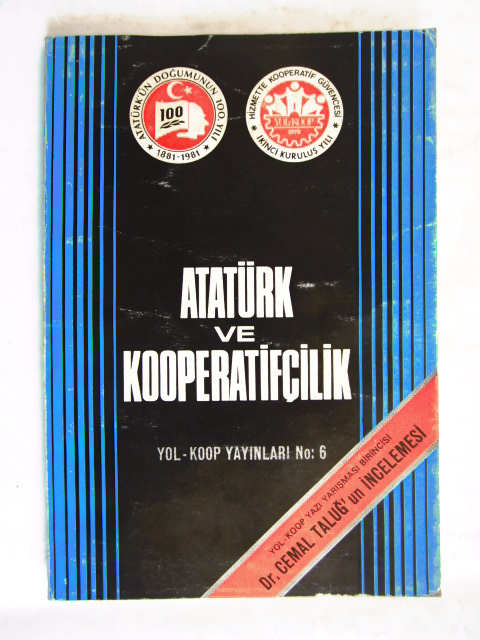 ATATÜRK'ÜN DOĞUMUNUN 100. YILI
100
★ 1881-1981 ★
HİZMETTE KOOPERATİF GÜVENCESİ
YOL-KOOP
1979
★ İKİNCİ KURULUŞ YILI ★
ATATÜRK
VE
KOOPERATİFÇİLİK
YOL-KOOP YAYINLARI No: 6
YOL-KOOP YAZI YARIŞMASI BİRİNCİSİ
Dr. CEMAL TALUĞ'un İNCELEMESİ